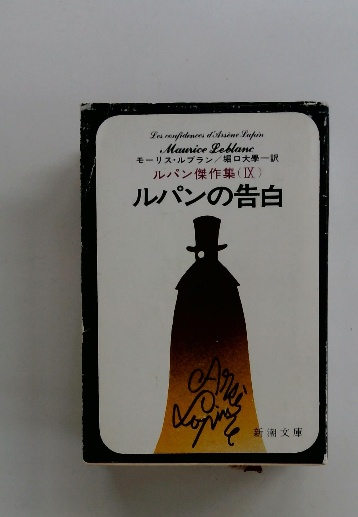 Les confidences d'Arsène Lupin
Maurice Leblanc
モーリス・ルブラン/堀口大學一訳
ルパン傑作集(Ⅸ)
ルパンの告白
Arsène
Lupin
新潮文庫